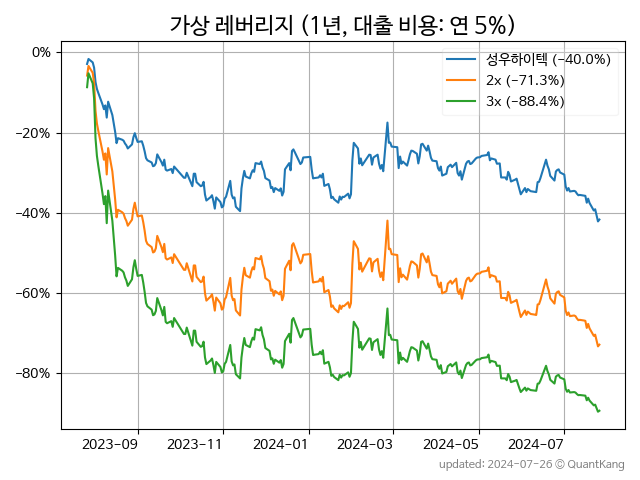 가상 레버리지 (1년, 대출 비용: 연 5%)
성우하이텍 (−40.0%)
2x (−71.3%)
3x (−88.4%)
0%
−20%
−40%
−60%
−80%
2023−09 2023−11 2024−01 2024−03 2024−05 2024−07
updated: 2024-07-26 © QuantKang